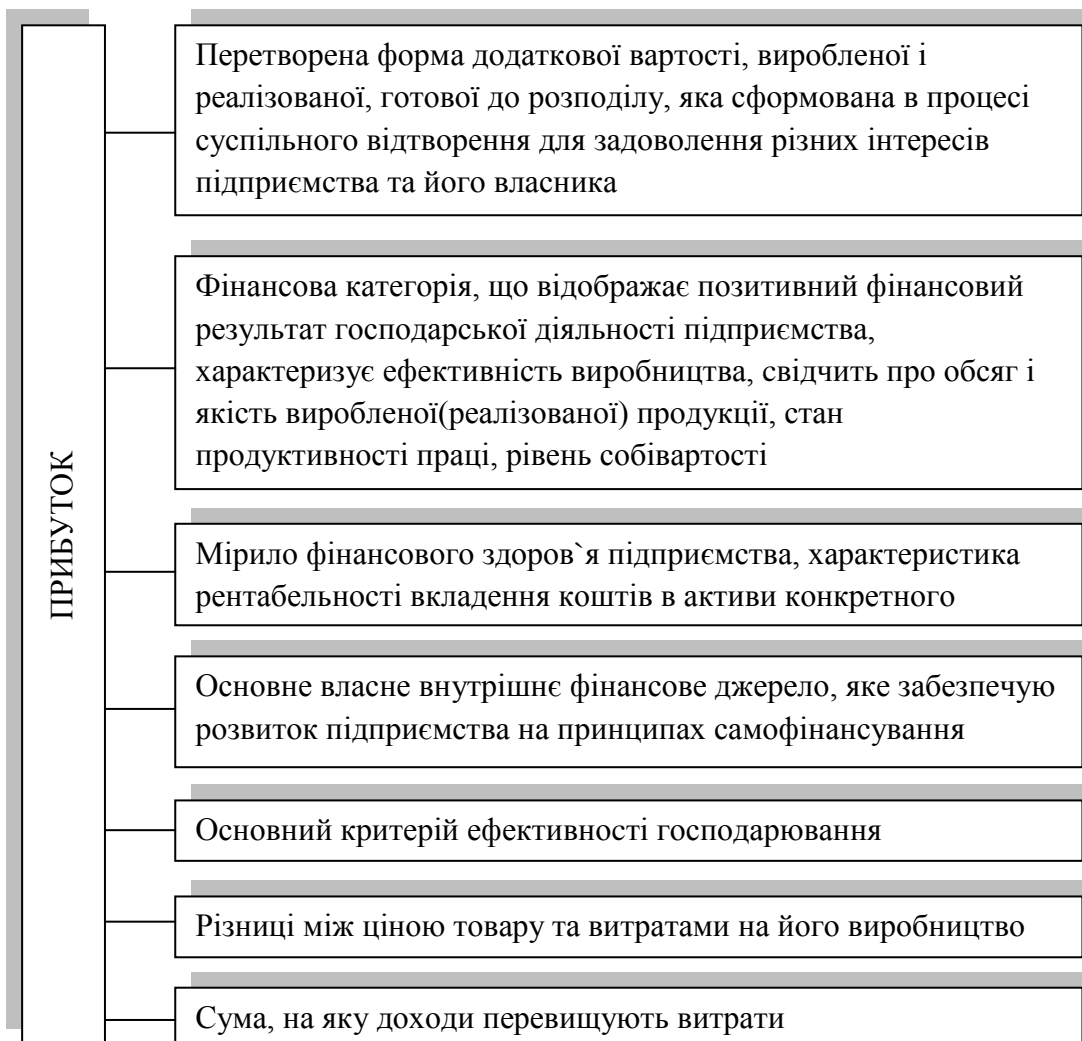 ПРИБУТОК
Перетворена форма додаткової вартості, виробленої і
реалізованої, готової до розподілу, яка сформована в процесі
суспільного відтворення для задоволення різних інтересів
підприємства та його власника
Фінансова категорія, що відображає позитивний фінансовий
результат господарської діяльності підприємства,
характеризує ефективність виробництва, свідчить про обсяг і
якість виробленої(реалізованої) продукції, стан
продуктивності праці, рівень собівартості
Мірило фінансового здоров`я підприємства, характеристика
рентабельності вкладення коштів в активи конкретного
Основне власне внутрішнє фінансове джерело, яке забезпечую
розвиток підприємства на принципах самофінансування
Основний критерій ефективності господарювання
Різниці між ціною товару та витратами на його виробництво
Сума, на яку доходи перевищують витрати